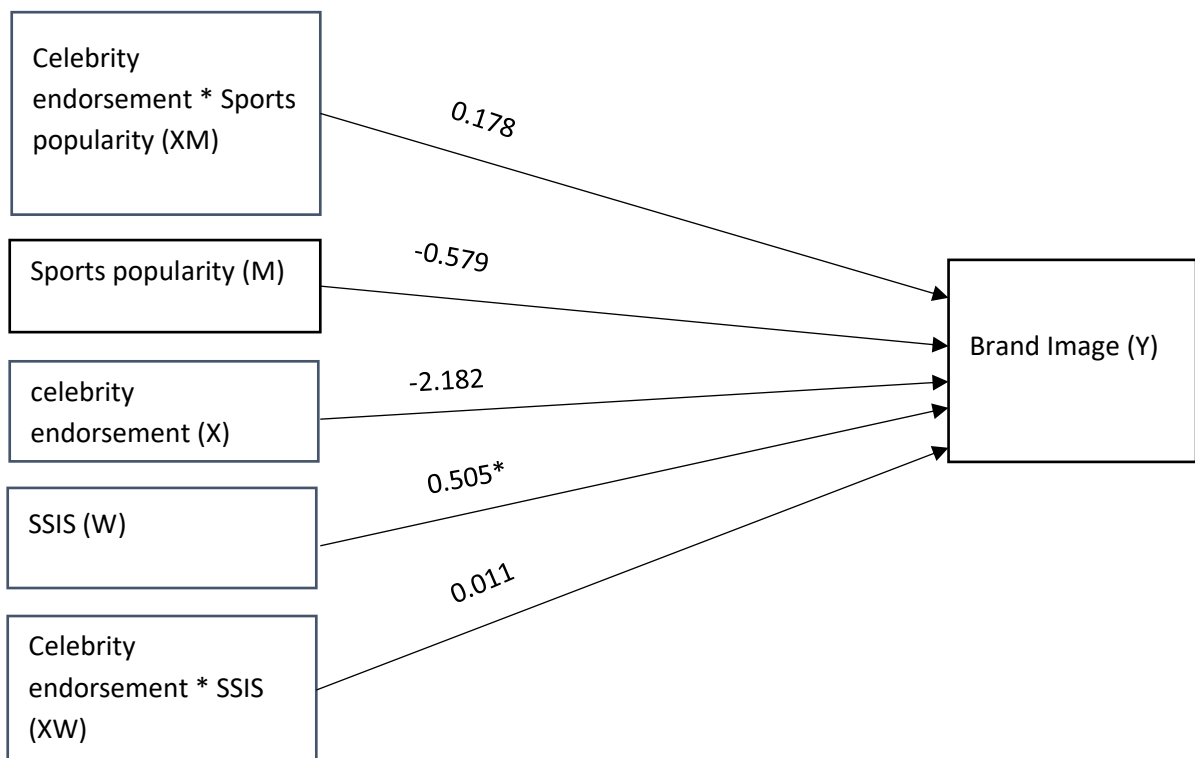 Celebrity
endorsement * Sports
popularity (XM)
0.178
Sports popularity (M)
-0.579
Brand Image (Y)
celebrity
endorsement (X)
-2.182
SSIS (W)
0.505*
Celebrity
endorsement * SSIS
(XW)
0.011